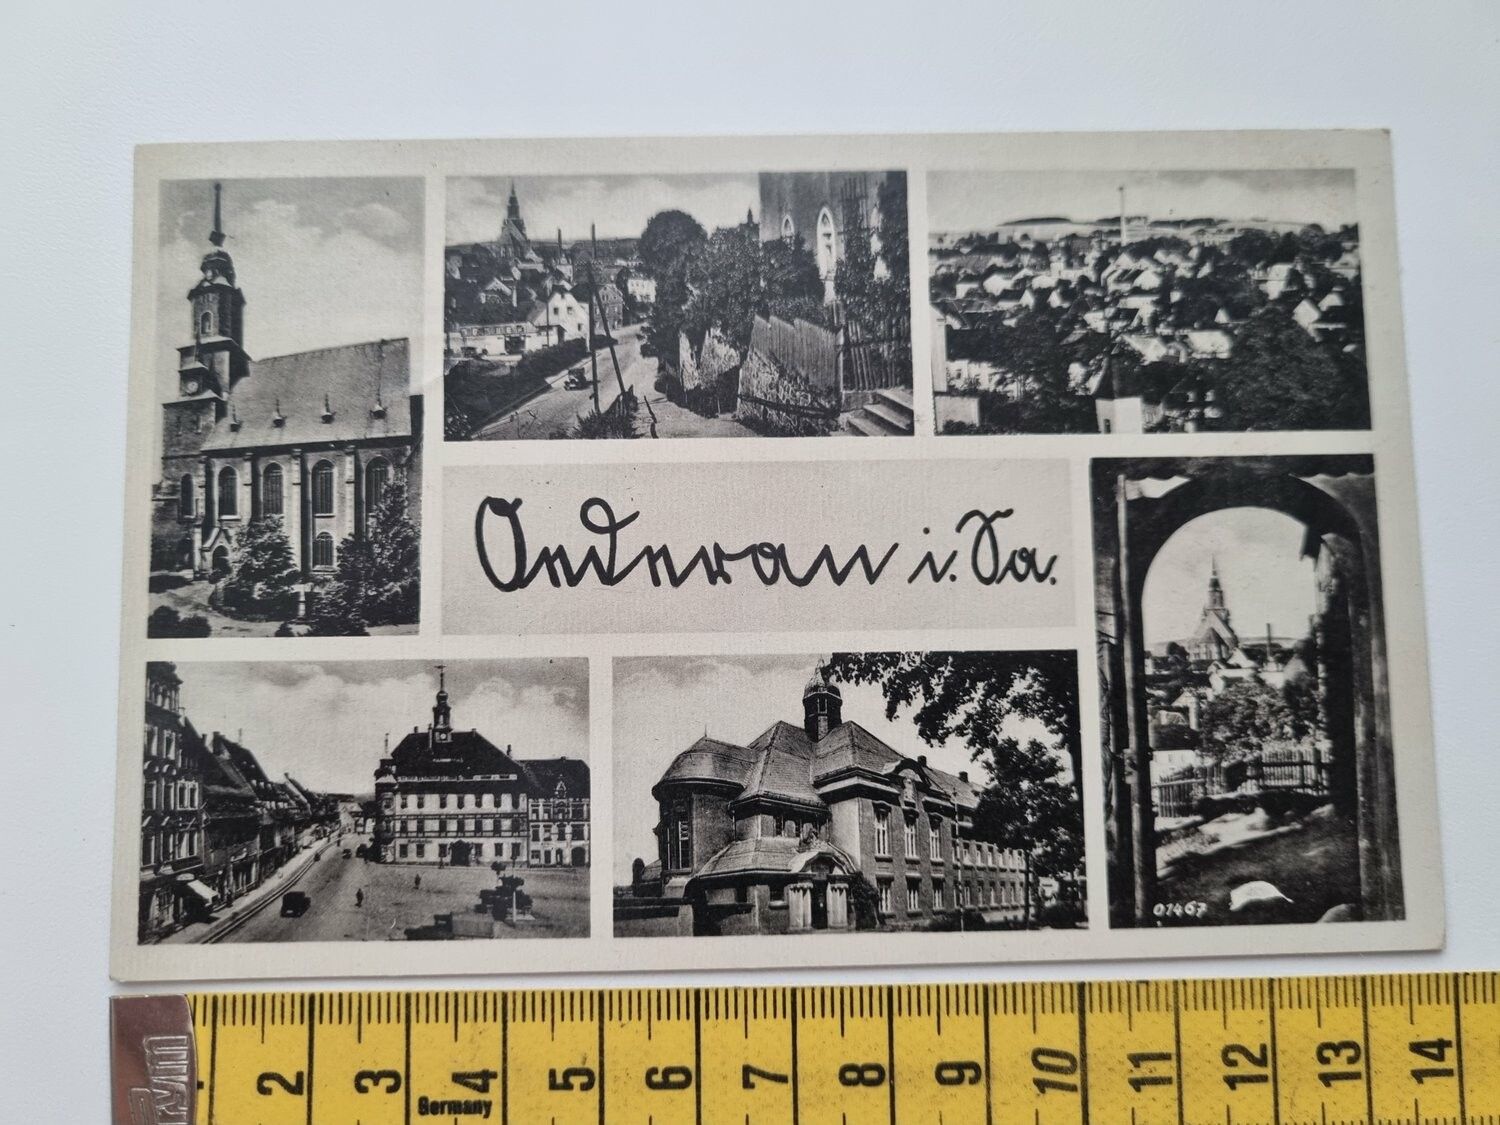 Oederan i. Sa.
01467
2 3 4 5 6 7 8 9 10 11 12 13 14
Germany